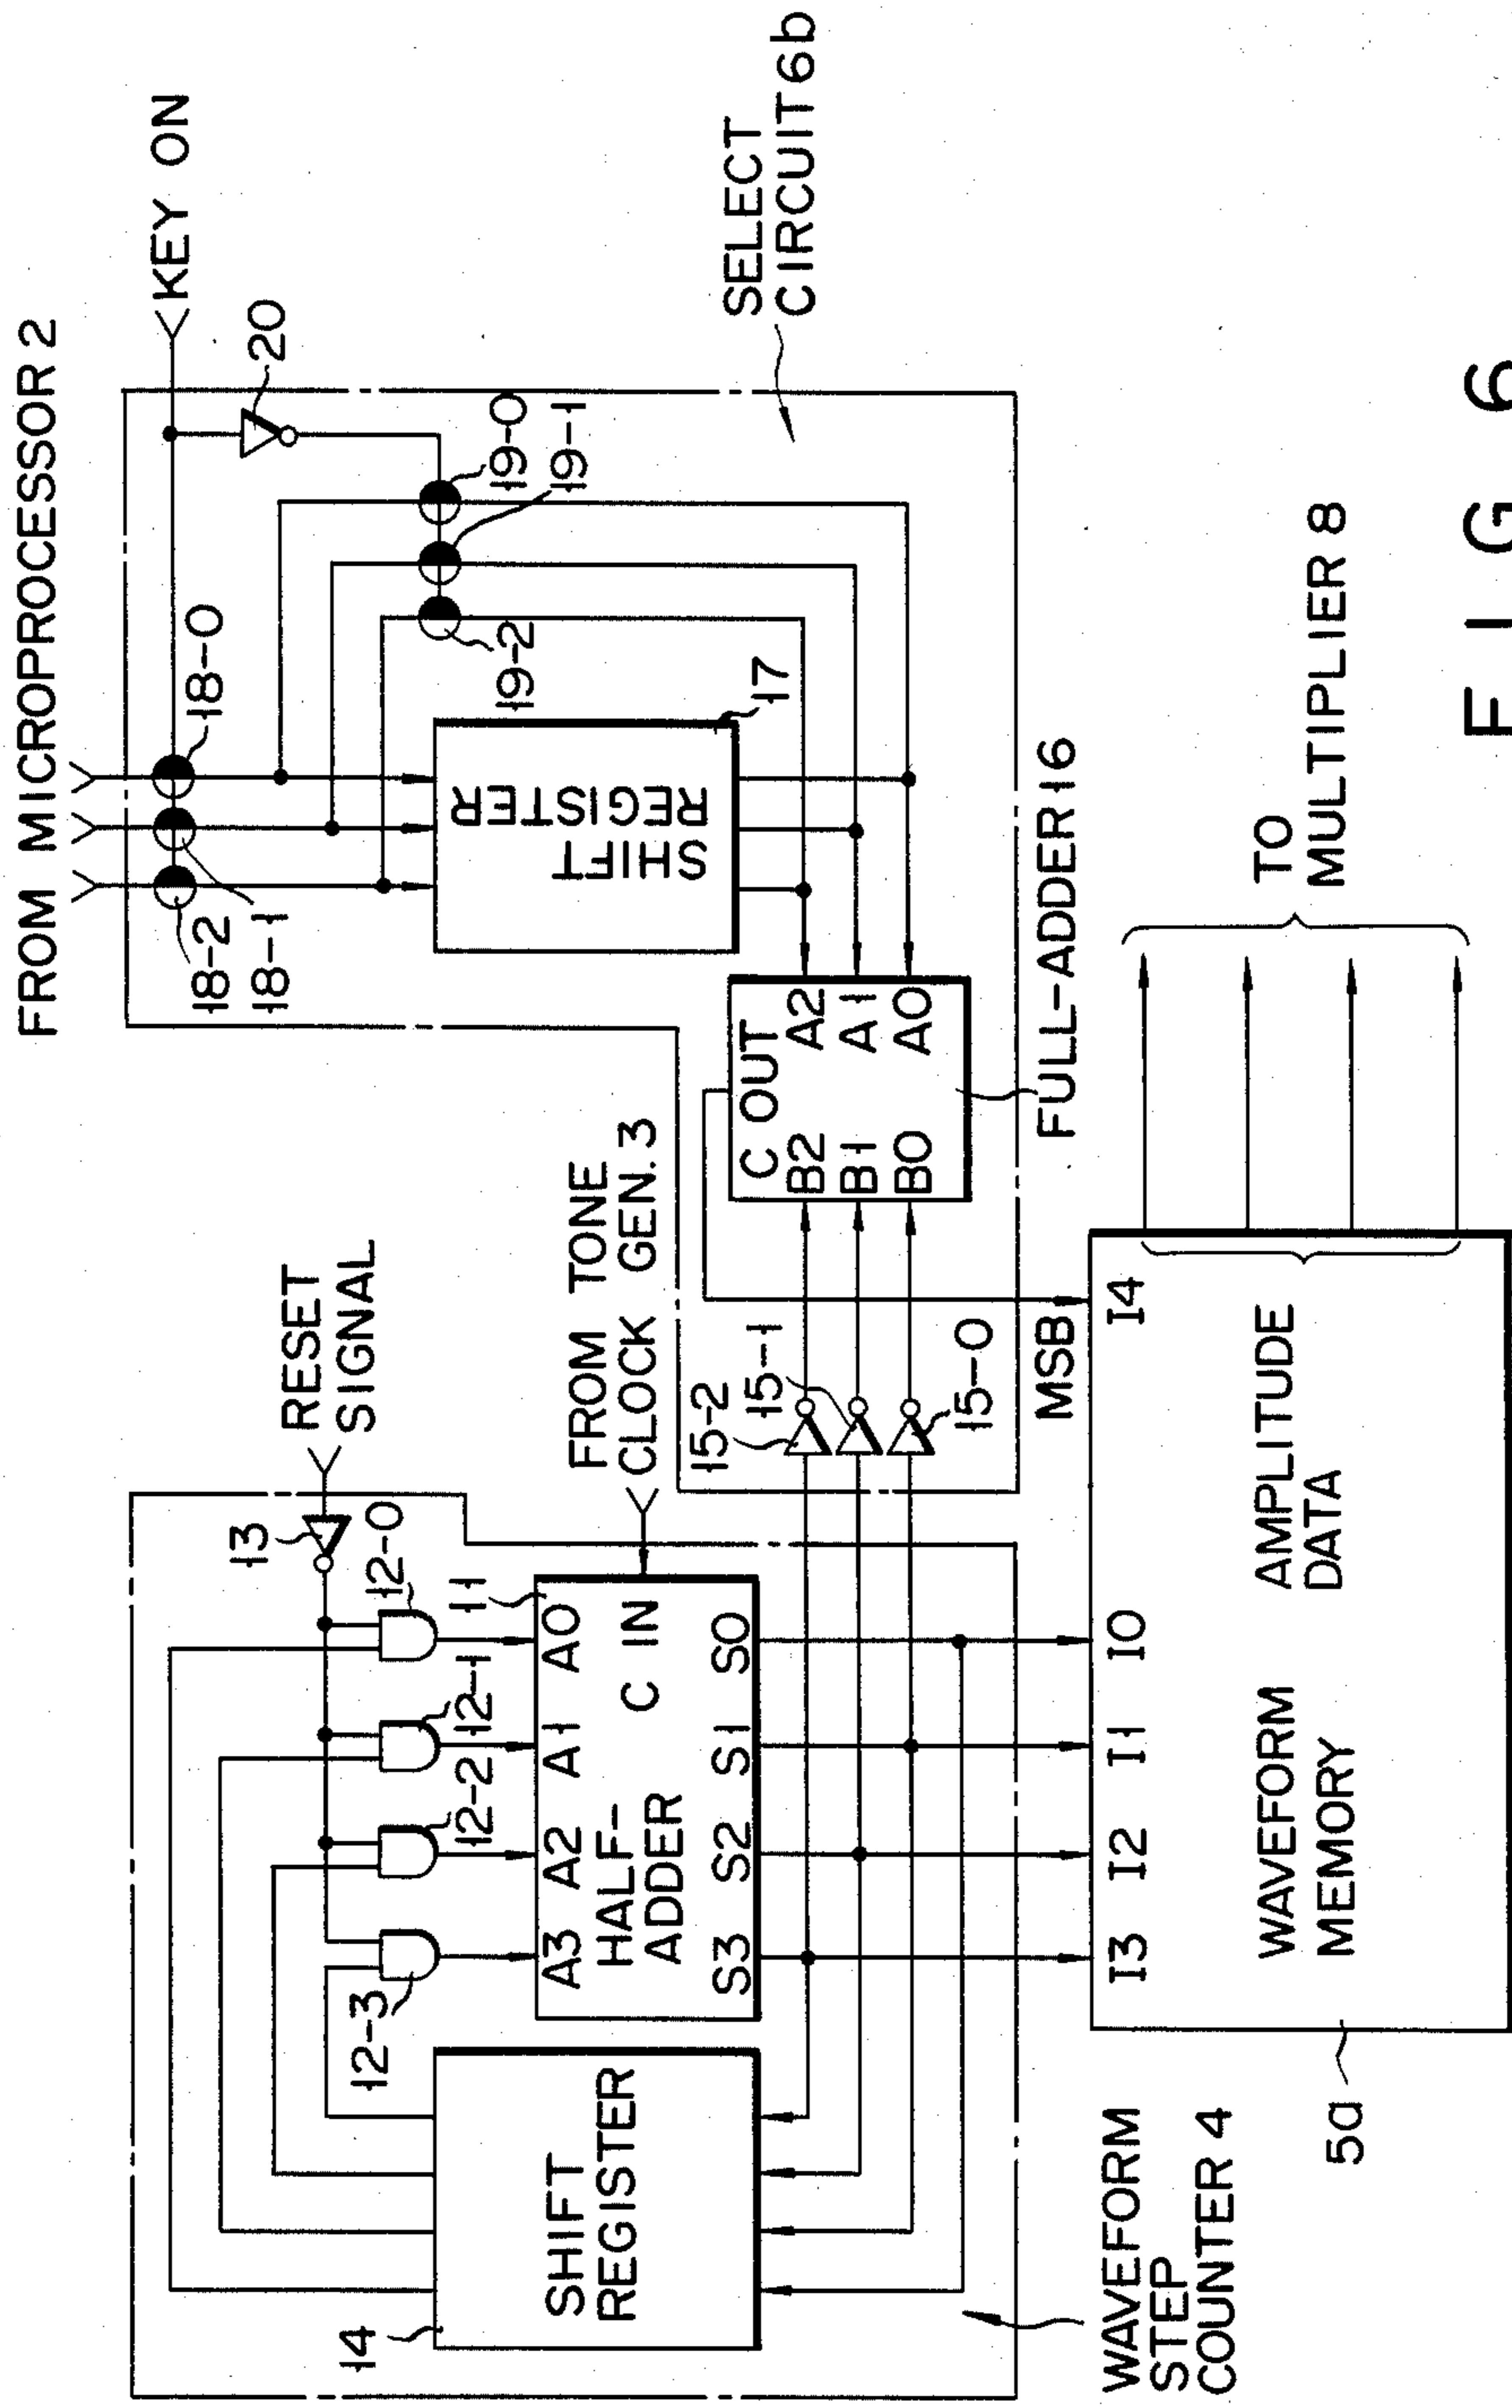 FROM MICROPROCESSOR 2
KEY ON
18-0
18-2
18-1
20
19-0
19-1
19-2
SHIFT
REGISTER
17
SELECT
CIRCUIT 6b
RESET
SIGNAL
13
12-0
12-1
12-2
12-3
11
A3 A2 A1 A0
HALF-
ADDER
C IN
S3 S2 S1 S0
FROM TONE
CLOCK GEN. 3
14
SHIFT
REGISTER
15-2
15-1
15-0
C OUT
B2 A2
B1 A1
B0 A0
FULL-ADDER 16
WAVEFORM
STEP
COUNTER 4
MSB
I3 I2 I1 I0 I4
WAVEFORM
MEMORY
AMPLITUDE
DATA
5a
TO
MULTIPLIER 8
FIG 6